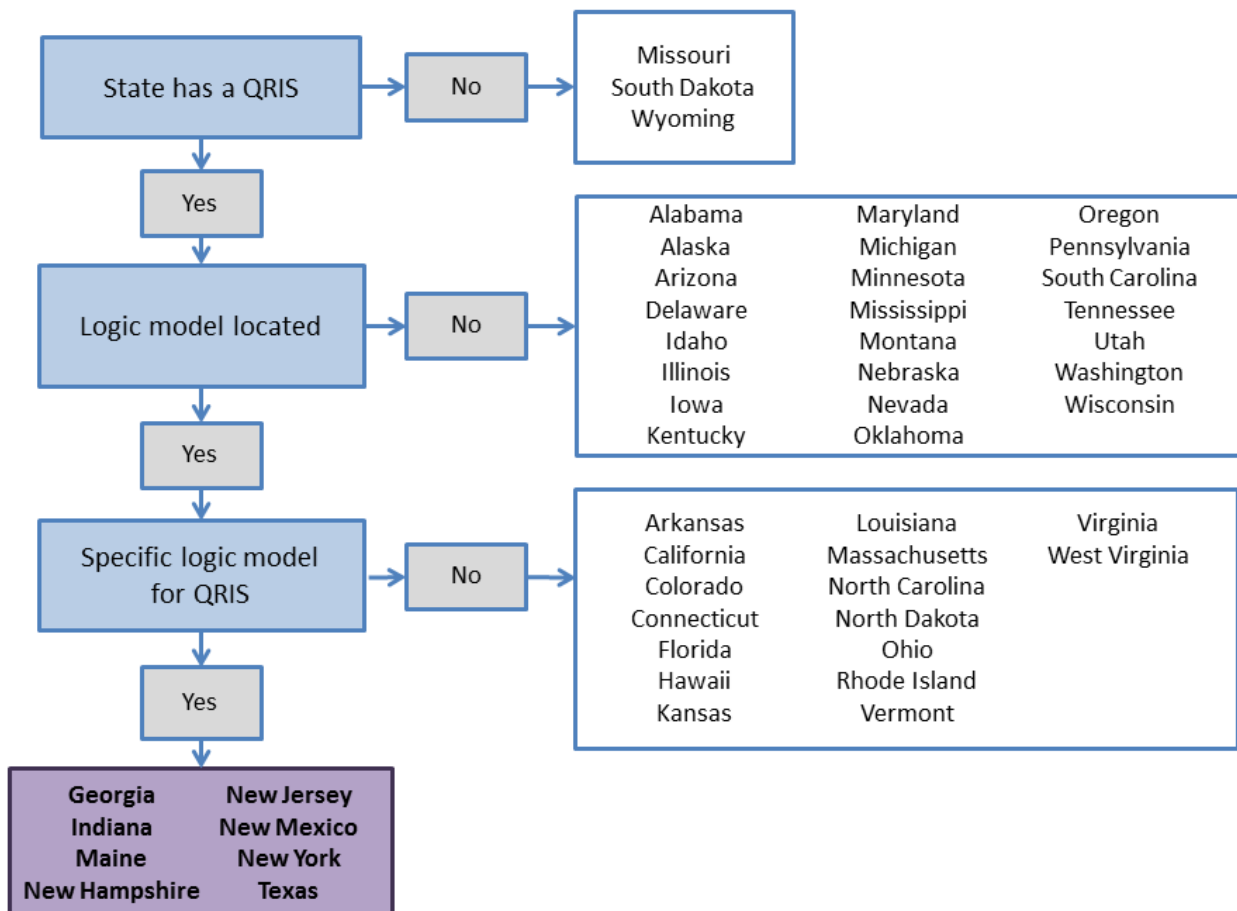 State has a QRIS
No
Missouri
South Dakota
Wyoming
Yes
Logic model located
No
Alabama Maryland Oregon
Alaska Michigan Pennsylvania
Arizona Minnesota South Carolina
Delaware Mississippi Tennessee
Idaho Montana Utah
Illinois Nebraska Washington
Iowa Nevada Wisconsin
Kentucky Oklahoma
Yes
Specific logic model
for QRIS
No
Arkansas Louisiana Virginia
California Massachusetts West Virginia
Colorado North Carolina
Connecticut North Dakota
Florida Ohio
Hawaii Rhode Island
Kansas Vermont
Yes
Georgia New Jersey
Indiana New Mexico
Maine New York
New Hampshire Texas